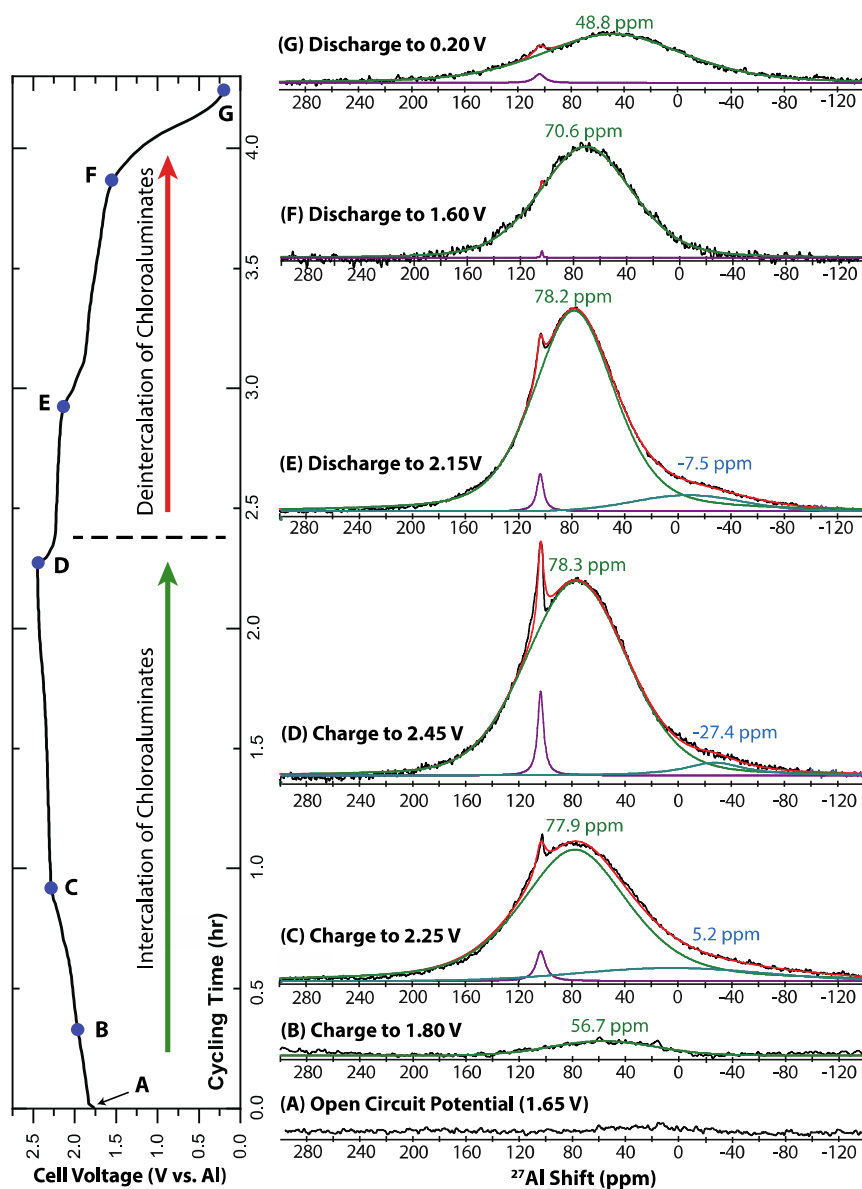 (G) Discharge to 0.20 V
48.8 ppm
280 240 200 160 120 80 40 0 -40 -80 -120
(F) Discharge to 1.60 V
70.6 ppm
280 240 200 160 120 80 40 0 -40 -80 -120
78.2 ppm
(E) Discharge to 2.15V
-7.5 ppm
280 240 200 160 120 80 40 0 -40 -80 -120
78.3 ppm
(D) Charge to 2.45 V
-27.4 ppm
280 240 200 160 120 80 40 0 -40 -80 -120
77.9 ppm
(C) Charge to 2.25 V
5.2 ppm
280 240 200 160 120 80 40 0 -40 -80 -120
(B) Charge to 1.80 V
56.7 ppm
280 240 200 160 120 80 40 0 -40 -80 -120
(A) Open Circuit Potential (1.65 V)
280 240 200 160 120 80 40 0 -40 -80 -120
27Al Shift (ppm)
G
F
E
D
C
B
A
Deintercalation of Chloroaluminates
Intercalation of Chloroaluminates
Cycling Time (hr)
0.0 0.5 1.0 1.5 2.0 2.5 3.0 3.5 4.0
2.5 2.0 1.5 1.0 0.5 0.0
Cell Voltage (V vs. Al)